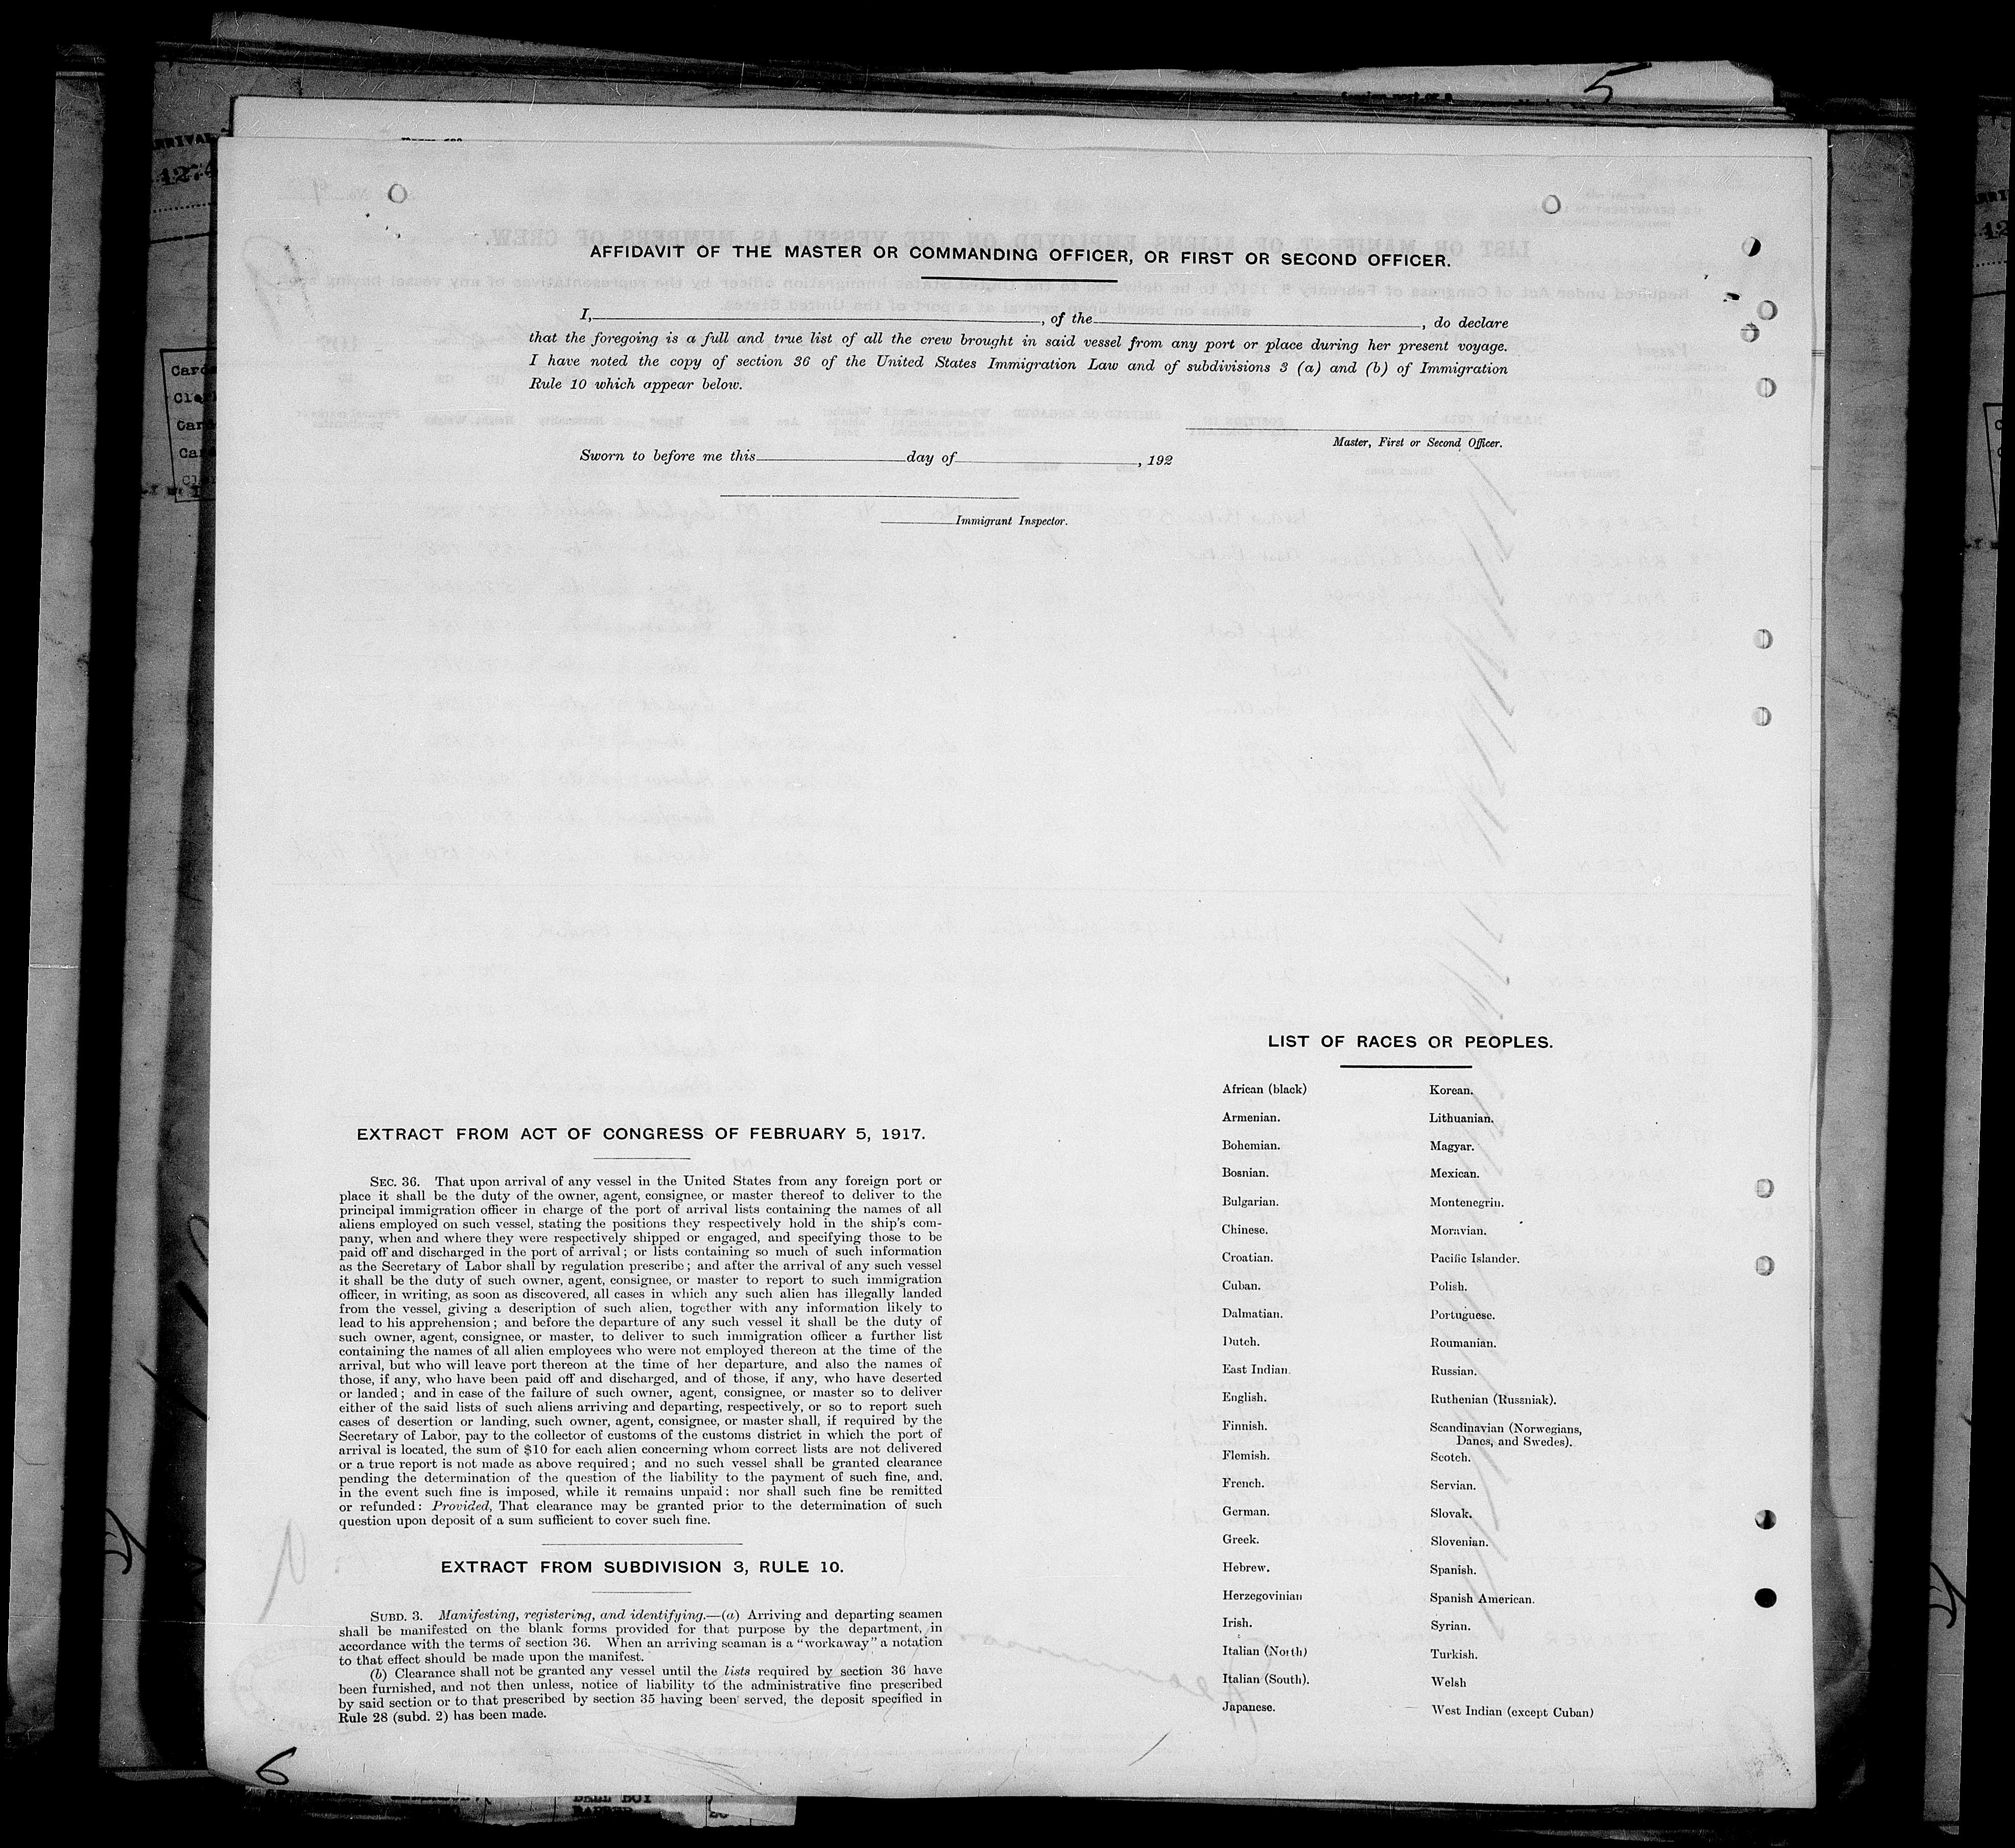 5
AFFIDAVIT OF THE MASTER OR COMMANDING OFFICER, OR FIRST OR SECOND OFFICER.
I, , of the , do declare
that the foregoing is a full and true list of all the crew brought in said vessel from any port or place during her present voyage.
I have noted the copy of section 36 of the United States Immigration Law and of subdivisions 3 (a) and (b) of Immigration
Rule 10 which appear below.
Master, First or Second Officer.
Sworn to before me this day of , 192
Immigrant Inspector.
EXTRACT FROM ACT OF CONGRESS OF FEBRUARY 5, 1917.
SEC. 36. That upon arrival of any vessel in the United States from any foreign port or
place it shall be the duty of the owner, agent, consignee, or master thereof to deliver to the
principal immigration officer in charge of the port of arrival lists containing the names of all
aliens employed on such vessel, stating the positions they respectively hold in the ship's com-
pany, when and where they were respectively shipped or engaged, and specifying those to be
paid off and discharged in the port of arrival; or lists containing so much of such information
as the Secretary of Labor shall by regulation prescribe; and after the arrival of any such vessel
it shall be the duty of such owner, agent, consignee, or master to report to such immigration
officer, in writing, as soon as discovered, all cases in which any such alien has illegally landed
from the vessel, giving a description of such alien, together with any information likely to
lead to his apprehension; and before the departure of any such vessel it shall be the duty of
such owner, agent, consignee, or master, to deliver to such immigration officer a further list
containing the names of all alien employees who were not employed thereon at the time of the
arrival, but who will leave port thereon at the time of her departure, and also the names of
those, if any, who have been paid off and discharged, and of those, if any, who have deserted
or landed; and in case of the failure of such owner, agent, consignee, or master so to deliver
either of the said lists of such aliens arriving and departing, respectively, or so to report such
cases of desertion or landing, such owner, agent, consignee, or master shall, if required by the
Secretary of Labor, pay to the collector of customs of the customs district in which the port of
arrival is located, the sum of $10 for each alien concerning whom correct lists are not delivered
or a true report is not made as above required; and no such vessel shall be granted clearance
pending the determination of the question of the liability to the payment of such fine, and,
in the event such fine is imposed, while it remains unpaid; nor shall such fine be remitted
or refunded: Provided, That clearance may be granted prior to the determination of such
question upon deposit of a sum sufficient to cover such fine.
EXTRACT FROM SUBDIVISION 3, RULE 10.
SUBD. 3. Manifesting, registering, and identifying.—(a) Arriving and departing seamen
shall be manifested on the blank forms provided for that purpose by the department, in
accordance with the terms of section 36. When an arriving seaman is a "workaway" a notation
to that effect should be made upon the manifest.
(b) Clearance shall not be granted any vessel until the lists required by section 36 have
been furnished, and not then unless, notice of liability to the administrative fine prescribed
by said section or to that prescribed by section 35 having been served, the deposit specified in
Rule 28 (subd. 2) has been made.
LIST OF RACES OR PEOPLES.
African (black)
Armenian.
Bohemian.
Bosnian.
Bulgarian.
Chinese.
Croatian.
Cuban.
Dalmatian.
Dutch.
East Indian.
English.
Finnish.
Flemish.
French.
German.
Greek.
Hebrew.
Herzegovinian
Irish.
Italian (North)
Italian (South).
Japanese.
Korean.
Lithuanian.
Magyar.
Mexican.
Montenegrin.
Moravian.
Pacific Islander.
Polish.
Portuguese.
Roumanian.
Russian.
Ruthenian (Russniak).
Scandinavian (Norwegians,
Danes, and Swedes).
Scotch.
Servian.
Slovak.
Slovenian.
Spanish.
Spanish American.
Syrian.
Turkish.
Welsh
West Indian (except Cuban)
6